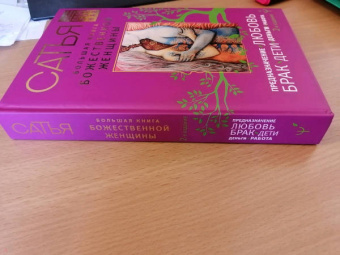 САТЬЯ
БОЛЬШАЯ КНИГА
БОЖЕСТВЕННОЙ
ЖЕНЩИНЫ
ПРЕДНАЗНАЧЕНИЕ
ЛЮБОВЬ
БРАК ДЕТИ
ДЕНЬГИ РАБОТА
САТЬЯ
БОЛЬШАЯ КНИГА
БОЖЕСТВЕННОЙ
ЖЕНЩИНЫ
ПРЕДНАЗНАЧЕНИЕ
ЛЮБОВЬ
БРАК ДЕТИ
ДЕНЬГИ РАБОТА